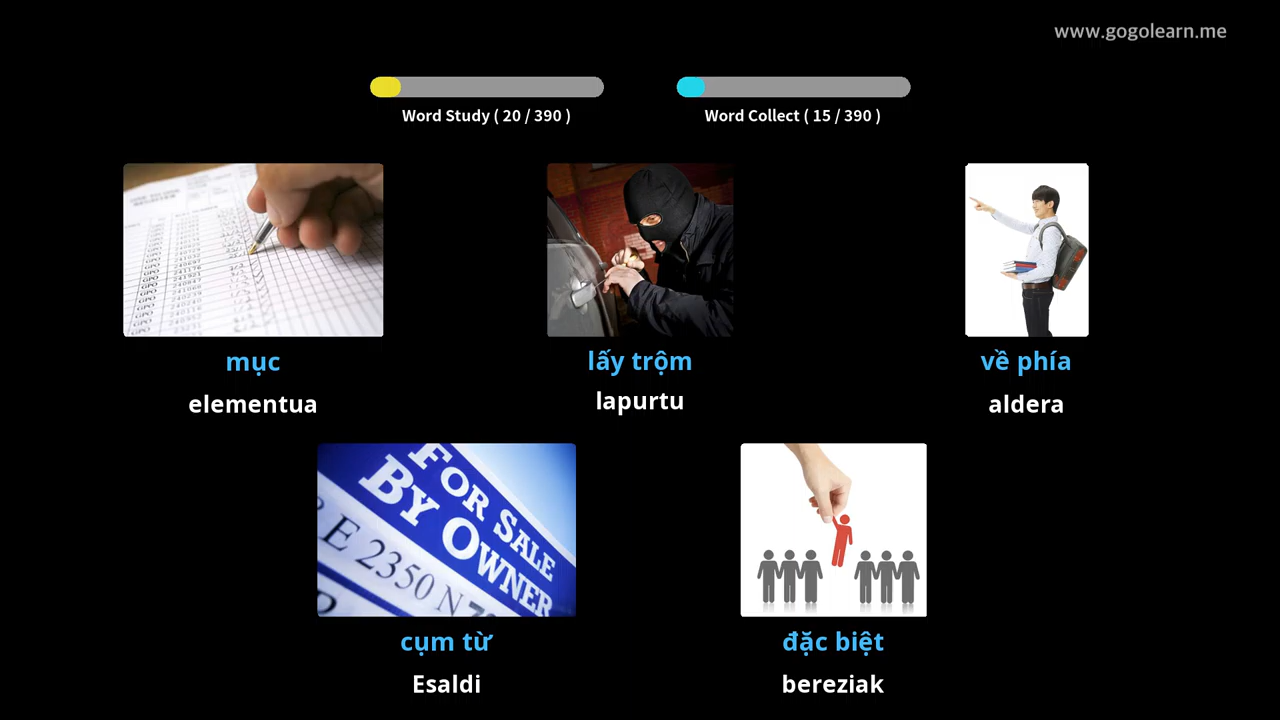 www.gogolearn.me
Word Study ( 20 / 390 )
Word Collect ( 15 / 390 )
mục
elementua
lấy trộm
lapurtu
về phía
aldera
FOR SALE
BY OWNER
E 2350 N
cụm từ
Esaldi
đặc biệt
bereziak